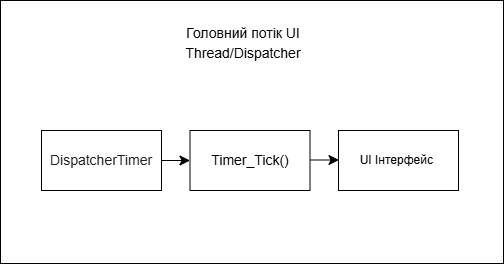 Головний потік UI
Thread/Dispatcher
DispatcherTimer
Timer_Tick()
UI Інтерфейс